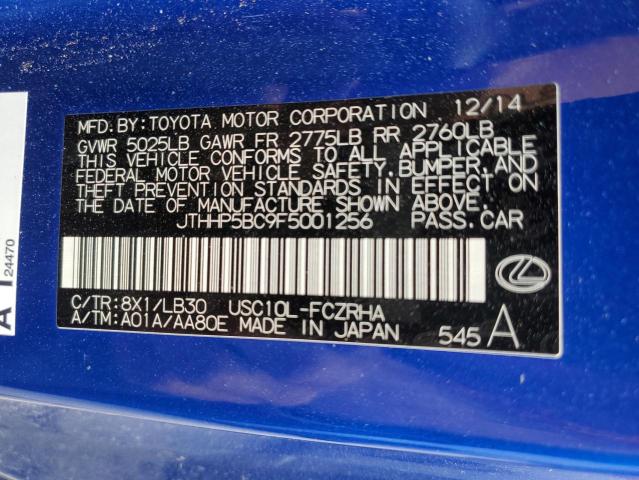 MFD. BY: TOYOTA MOTOR CORPORATION 12/14
GVWR 5025LB GAWR FR 2775LB RR 2760LB
THIS VEHICLE CONFORMS TO ALL APPLICABLE
FEDERAL MOTOR VEHICLE SAFETY, BUMPER, AND
THEFT PREVENTION STANDARDS IN EFFECT ON
THE DATE OF MANUFACTURE SHOWN ABOVE.
JTHHP5BC9F5001256 PASS. CAR
C/TR: 8X1/LB30 USC10L-FCZRHA
A/TM: A01A/AA80E MADE IN JAPAN 545 A
24470